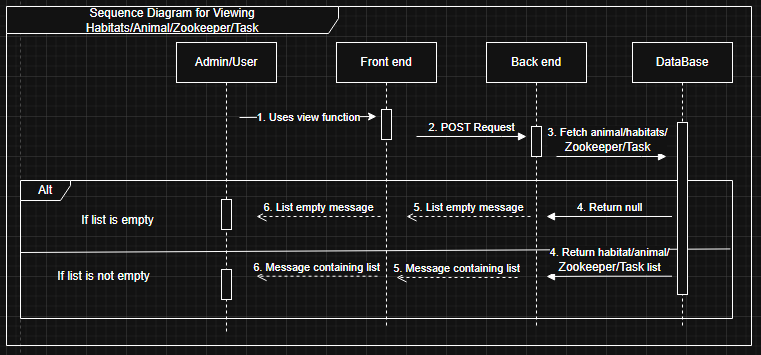 Sequence Diagram for Viewing
Habitats/Animal/Zookeeper/Task
Admin/User
Front end
Back end
DataBase
1. Uses view function
2. POST Request
3. Fetch animal/habitats/
Zookeeper/Task
Alt
If list is empty
6. List empty message
5. List empty message
4. Return null
If list is not empty
6. Message containing list
5. Message containing list
4. Return habitat/animal/
Zookeeper/Task list